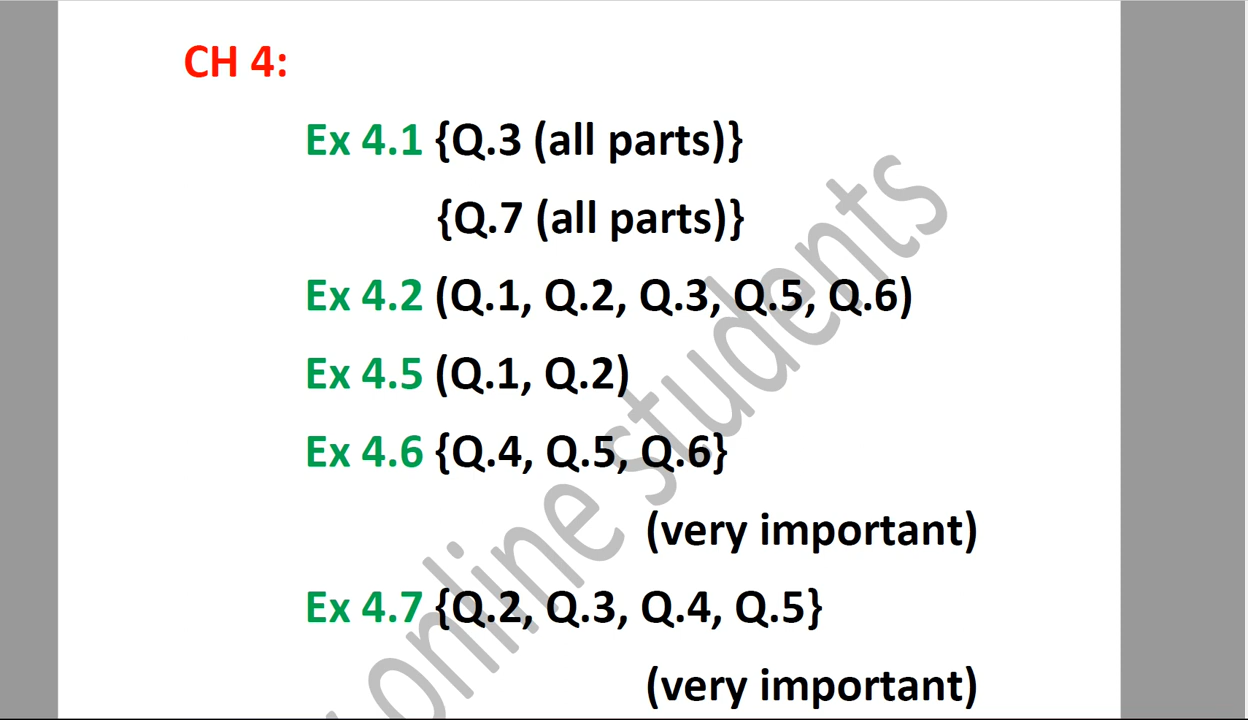 CH 4:
Ex 4.1 {Q.3 (all parts)}
{Q.7 (all parts)}
Ex 4.2 (Q.1, Q.2, Q.3, Q.5, Q.6)
Ex 4.5 (Q.1, Q.2)
Ex 4.6 {Q.4, Q.5, Q.6}
(very important)
Ex 4.7 {Q.2, Q.3, Q.4, Q.5}
(very important)
online students